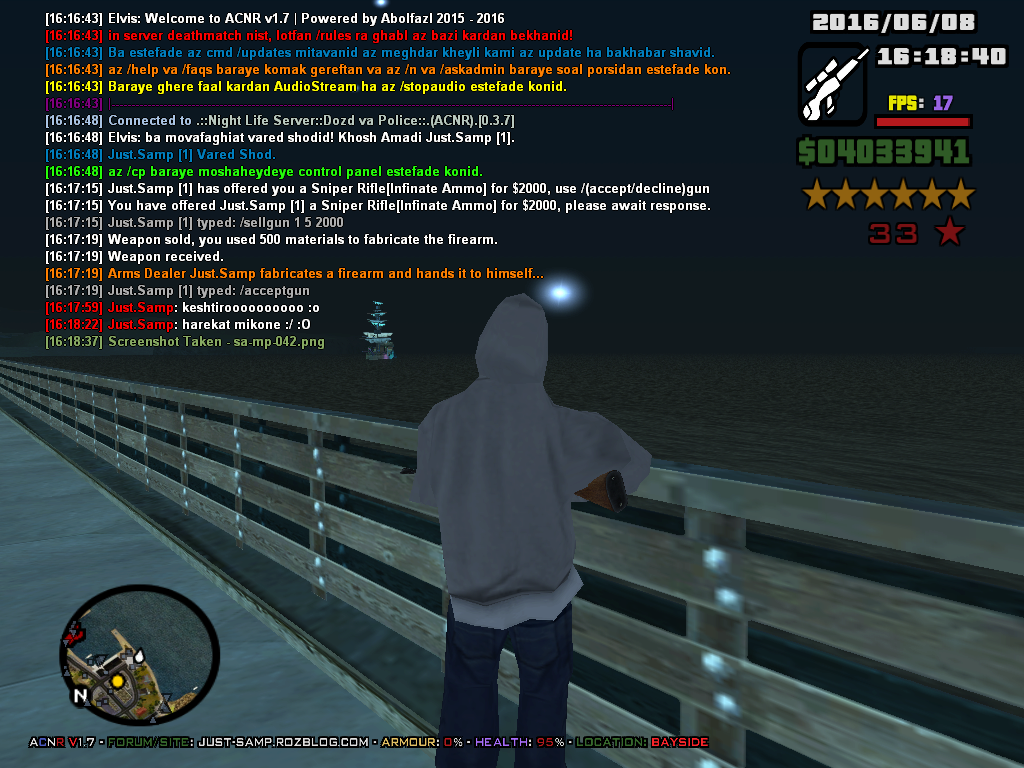 [16:16:43] Elvis: Welcome to ACNR v1.7 | Powered by Abolfazl 2015 - 2016
[16:16:43] in server deathmatch nist, lotfan /rules ra ghabl az bazi kardan bekhanid!
[16:16:43] Ba estefade az cmd /updates mitavanid az meghdar kheyli kami az update ha bakhabar shavid.
[16:16:43] az /help va /faqs baraye komak gereftan va az /n va /askadmin baraye soal porsidan estefade kon.
[16:16:43] Baraye ghere faal kardan AudioStream ha az /stopaudio estefade konid.
[16:16:43] |
[16:16:48] Connected to .::Night Life Server::Dozd va Police::.(ACNR).[0.3.7]
[16:16:48] Elvis: ba movafaghiat vared shodid! Khosh Amadi Just.Samp [1].
[16:16:48] Just.Samp [1] Vared Shod.
[16:16:48] az /cp baraye moshaheydeye control panel estefade konid.
[16:17:15] Just.Samp [1] has offered you a Sniper Rifle[Infinate Ammo] for $2000, use /(accept/decline)gun
[16:17:15] You have offered Just.Samp [1] a Sniper Rifle[Infinate Ammo] for $2000, please await response.
[16:17:15] Just.Samp [1] typed: /sellgun 1 5 2000
[16:17:19] Weapon sold, you used 500 materials to fabricate the firearm.
[16:17:19] Weapon received.
[16:17:19] Arms Dealer Just.Samp fabricates a firearm and hands it to himself...
[16:17:19] Just.Samp [1] typed: /acceptgun
[16:17:59] Just.Samp: keshtiroooooooooo :o
[16:18:22] Just.Samp: harekat mikone :/ :O
[16:18:37] Screenshot Taken - sa-mp-042.png
2016/06/08
16:18:40
FPS: 17
$04033941
33
N
ACNR V1.7 - FORUM/SITE: JUST-SAMP.ROZBLOG.COM - ARMOUR: 0% - HEALTH: 95% - LOCATION: BAYSIDE